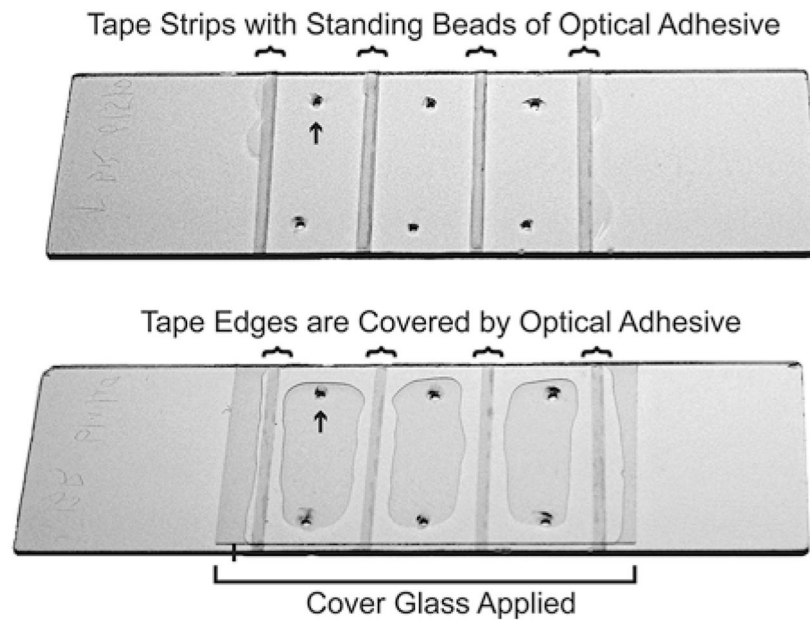 Tape Strips with Standing Beads of Optical Adhesive
Tape Edges are Covered by Optical Adhesive
Cover Glass Applied